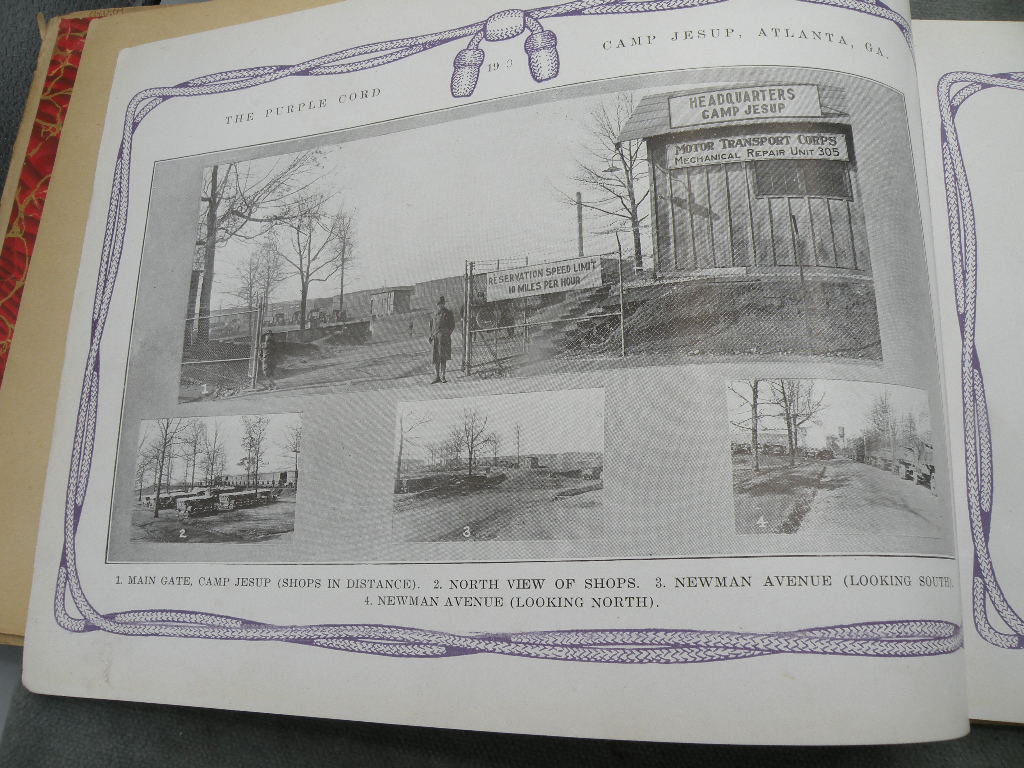 THE PURPLE CORD
CAMP JESUP, ATLANTA, GA.
HEADQUARTERS
CAMP JESUP
MOTOR TRANSPORT CORPS
MECHANICAL REPAIR UNIT 305
RESERVATION SPEED LIMIT
10 MILES PER HOUR
1
2
3
4
1. MAIN GATE, CAMP JESUP (SHOPS IN DISTANCE). 2. NORTH VIEW OF SHOPS. 3. NEWMAN AVENUE (LOOKING SOUTH).
4. NEWMAN AVENUE (LOOKING NORTH).